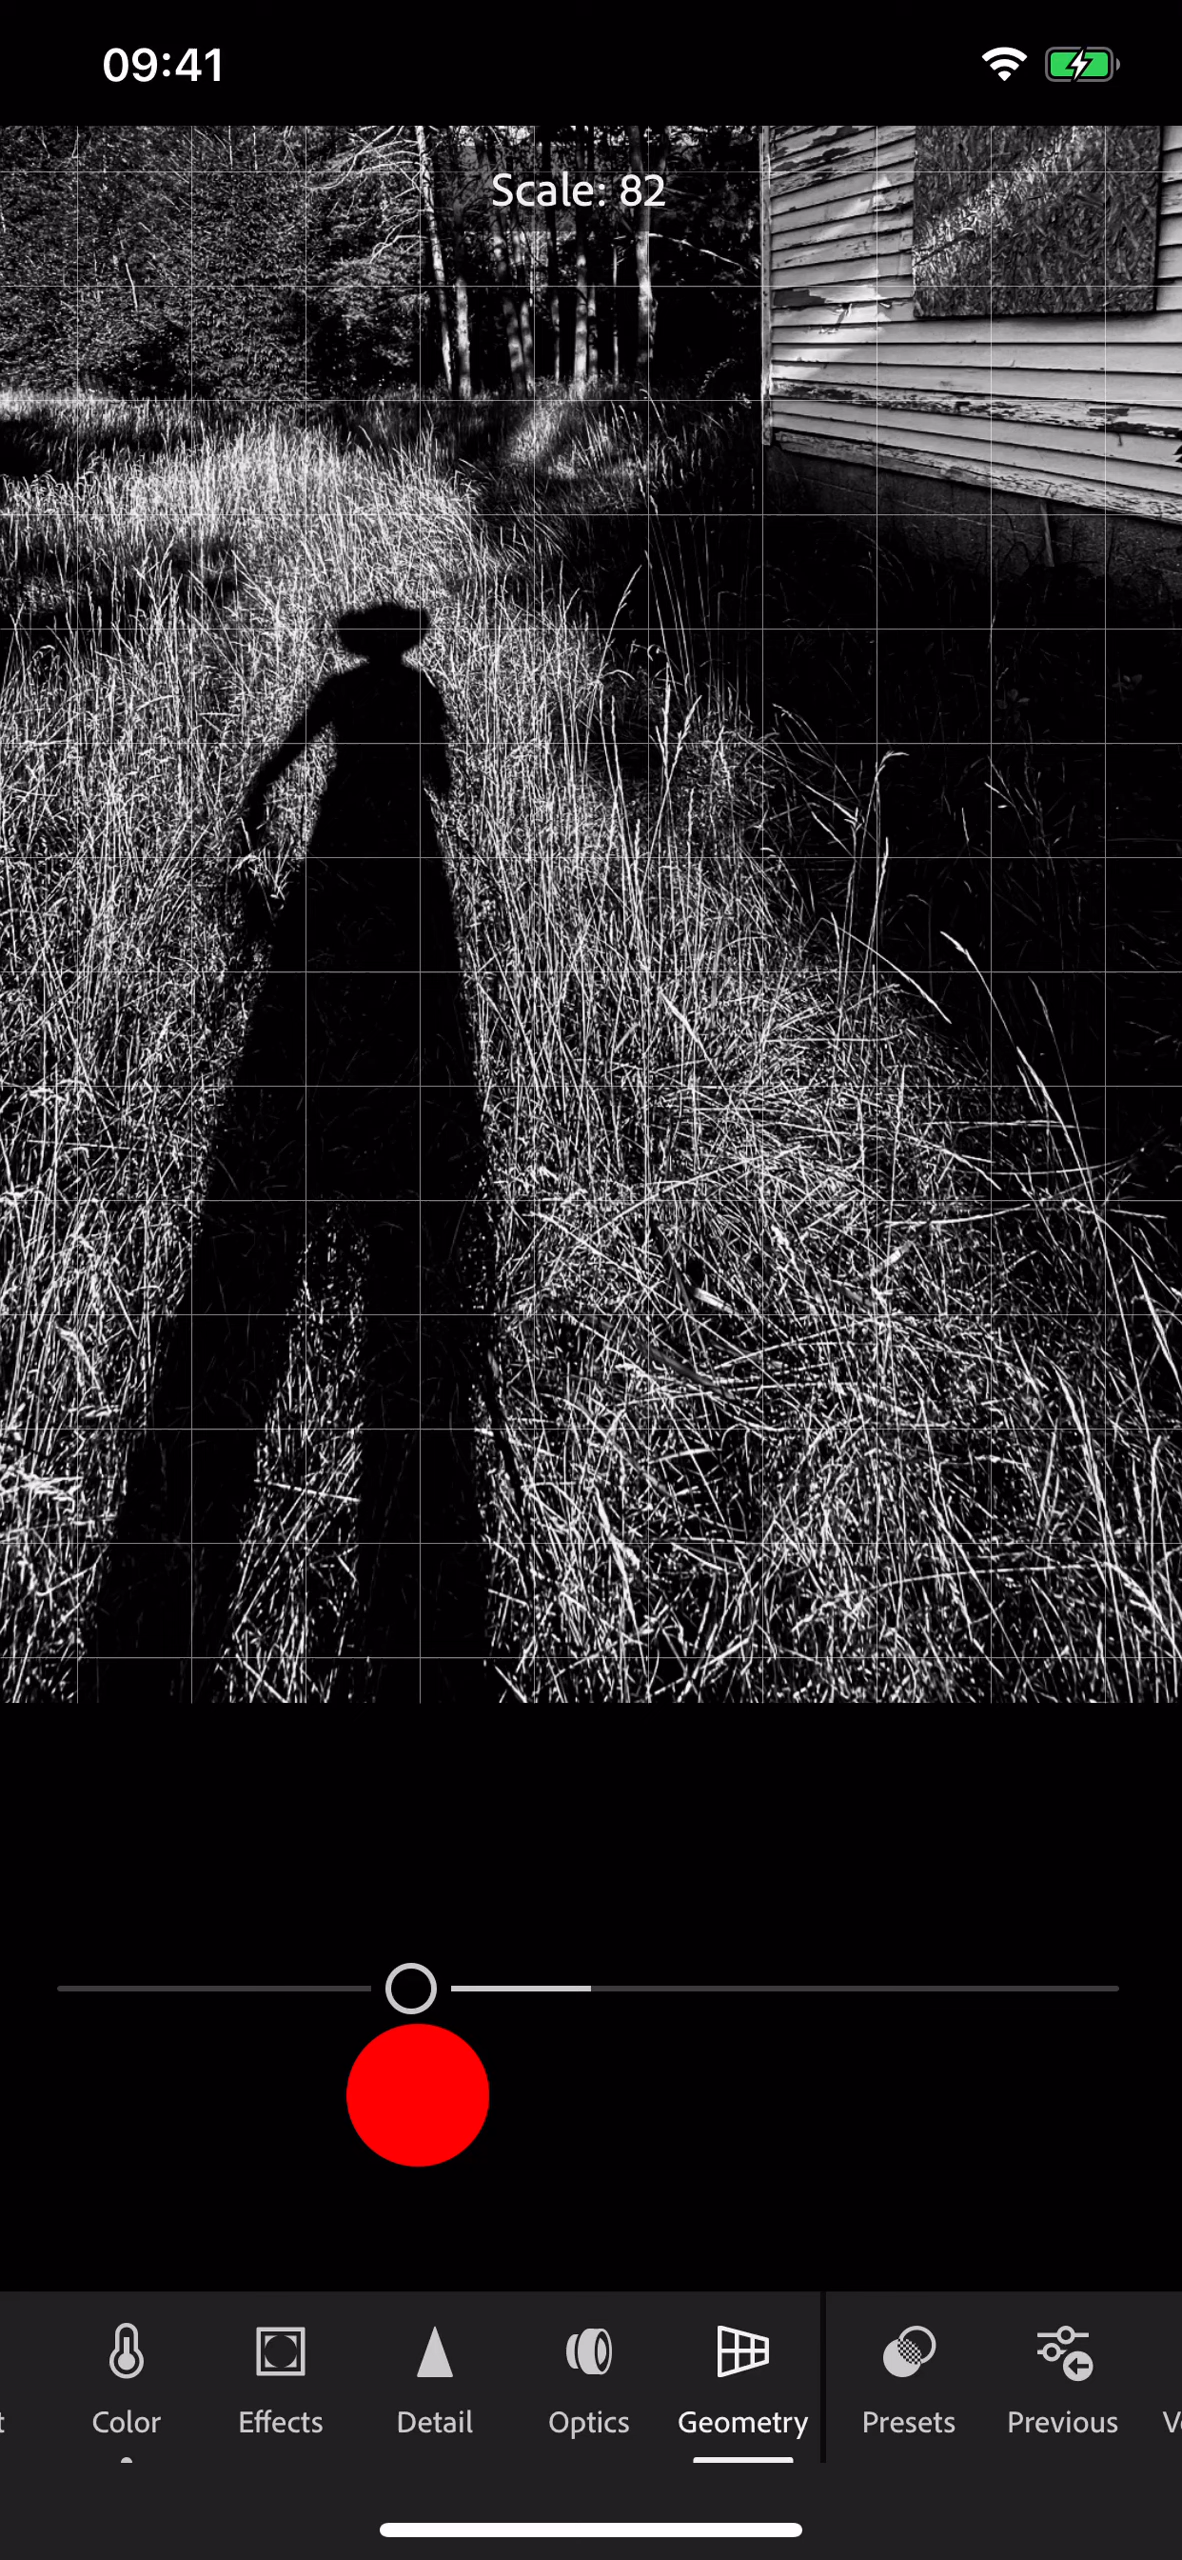 09:41
Scale: 82
Color
Effects
Detail
Optics
Geometry
Presets
Previous